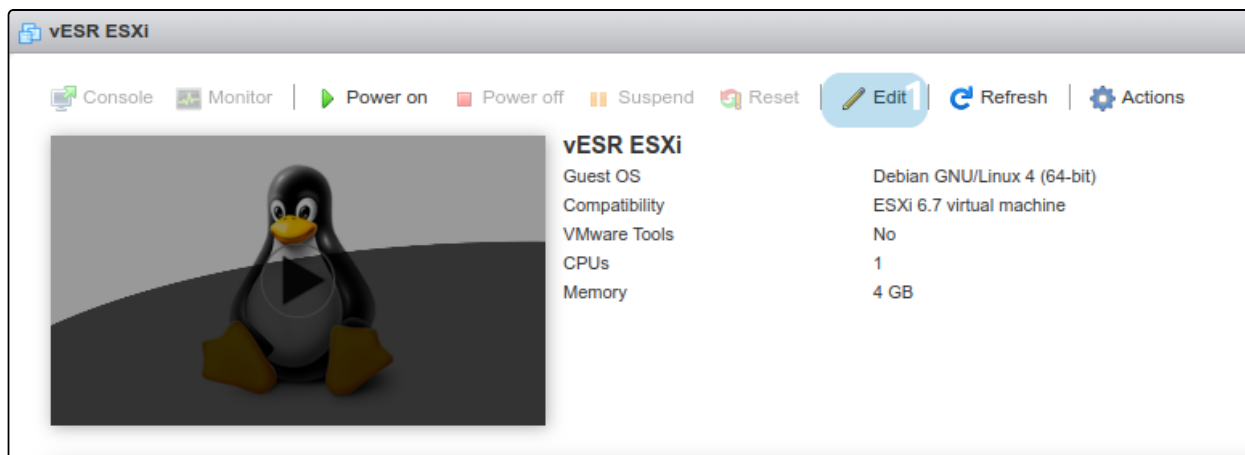 vESR ESXi
Console Monitor Power on Power off Suspend Reset Edit 1 Refresh Actions
vESR ESXi
Guest OS Debian GNU/Linux 4 (64-bit)
Compatibility ESXi 6.7 virtual machine
VMware Tools No
CPUs 1
Memory 4 GB